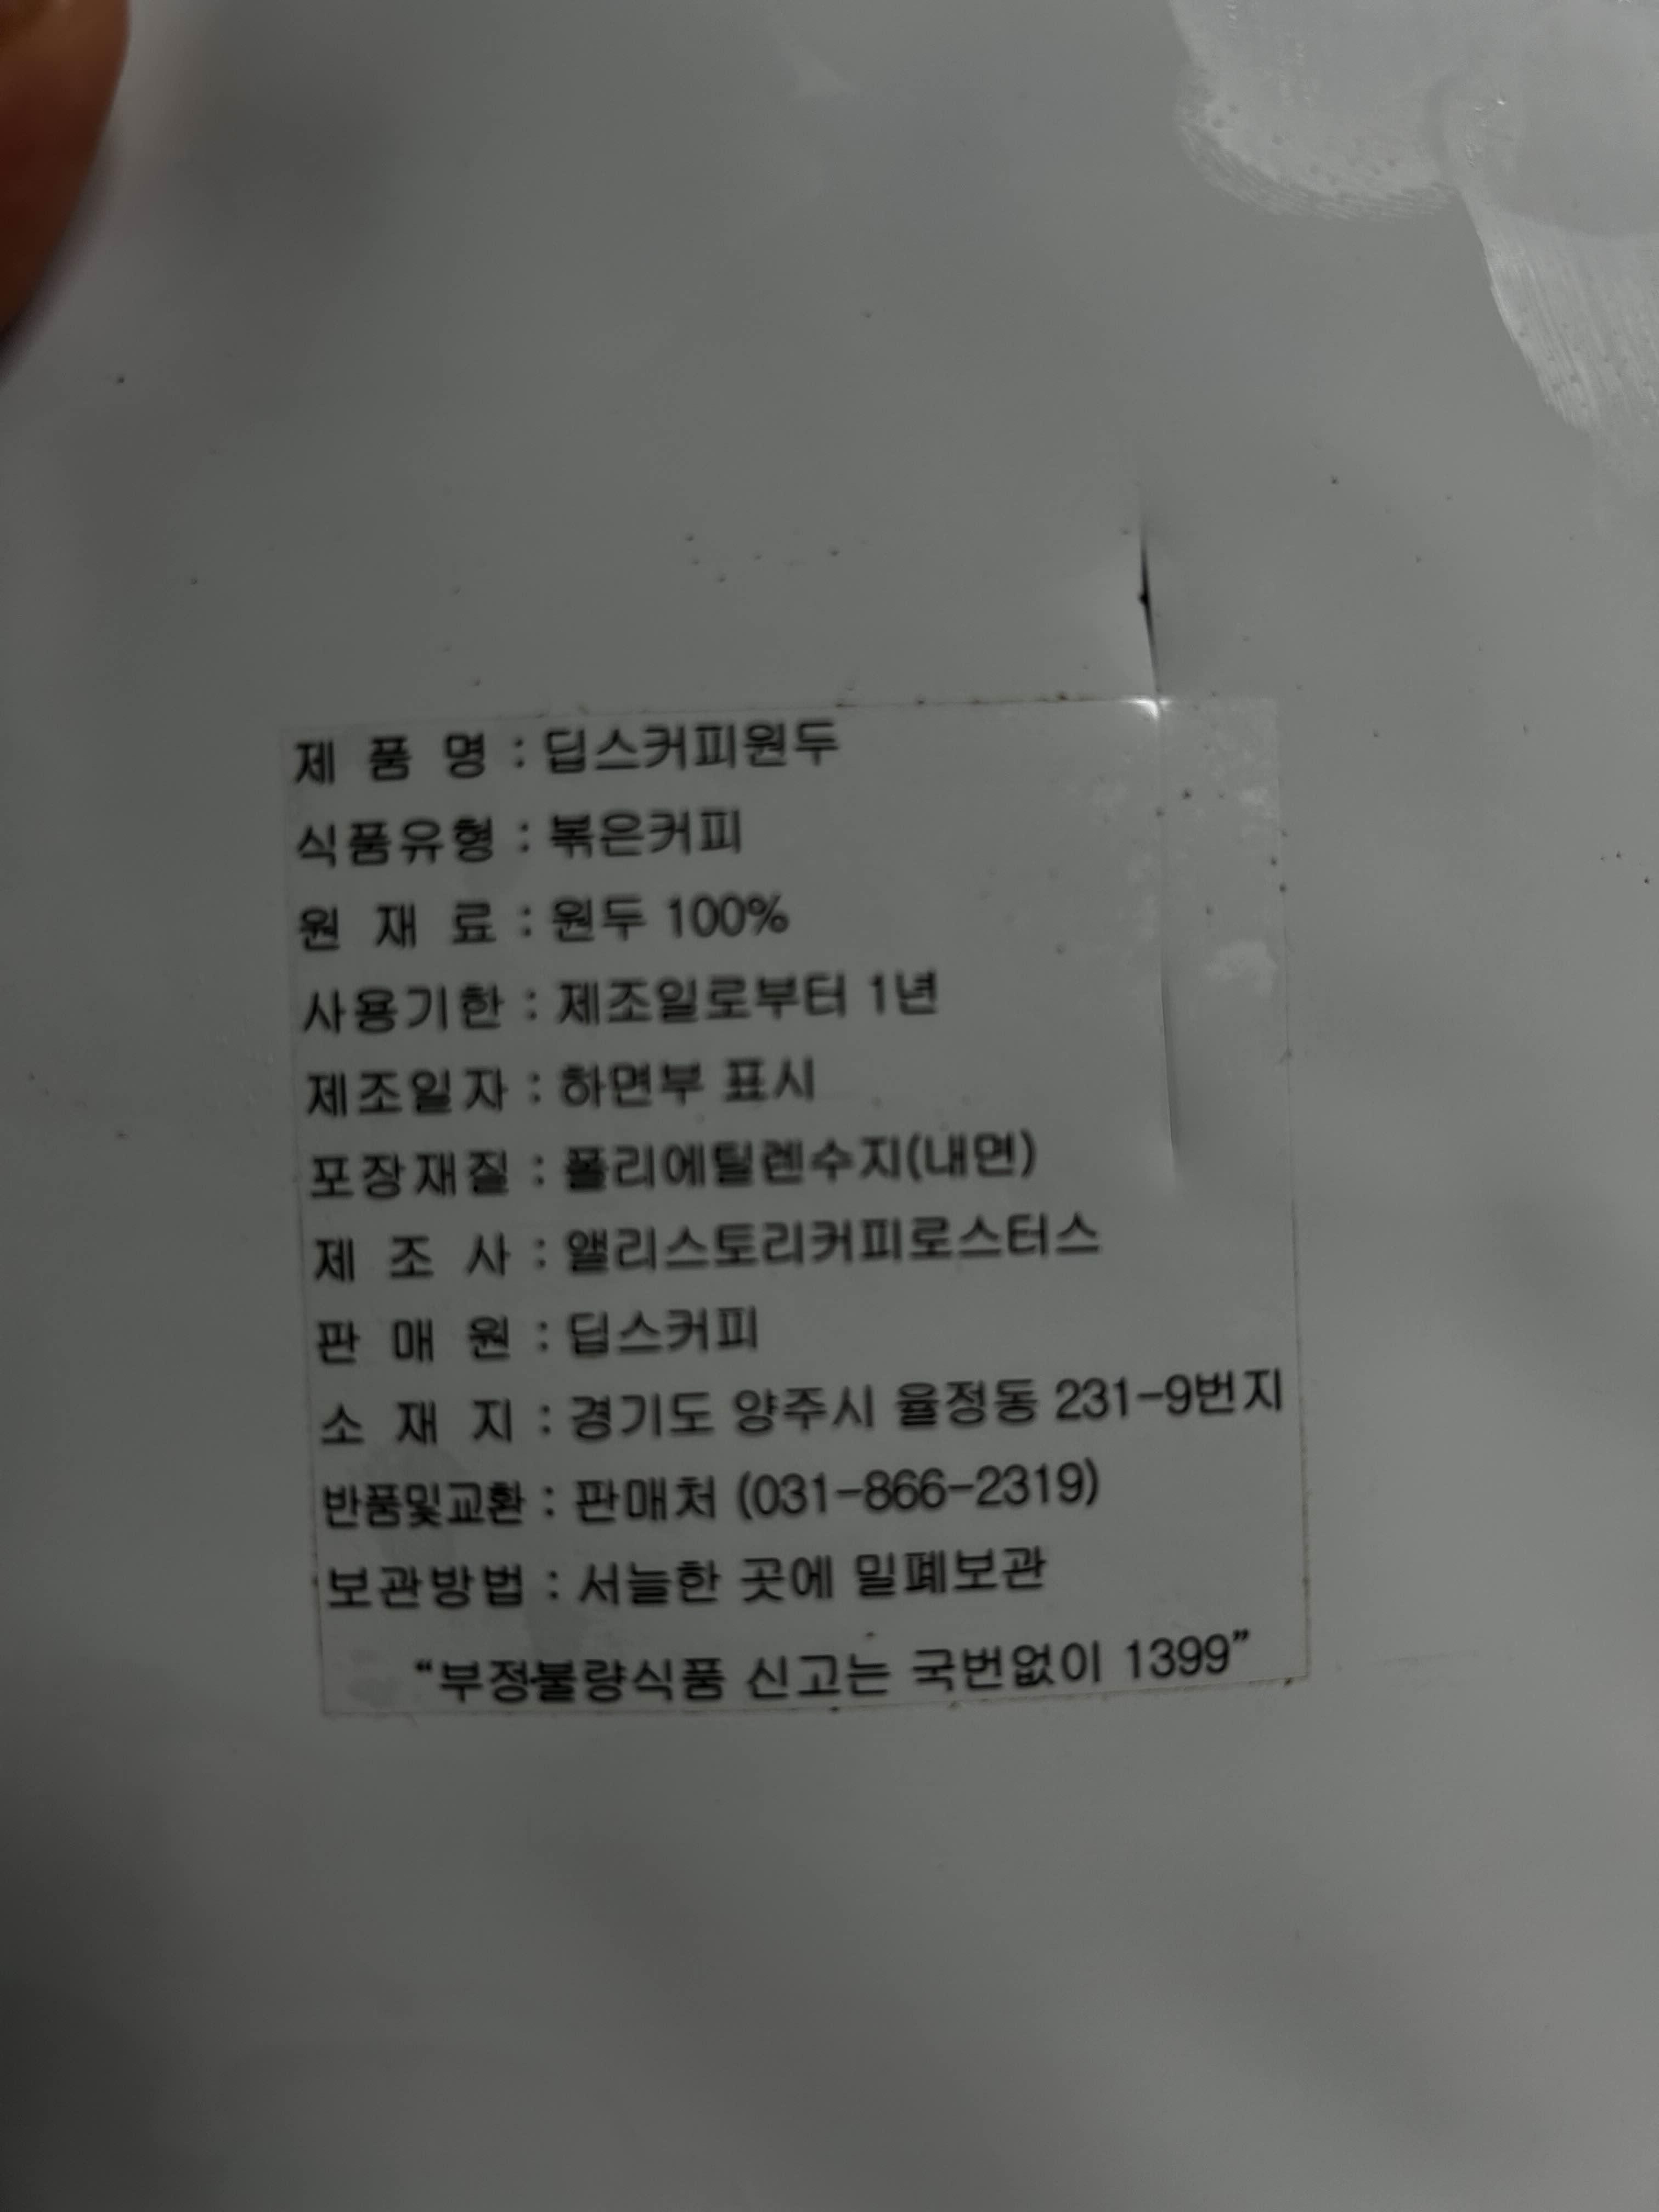 제 품 명 : 딥스커피원두
식품유형 : 볶은커피
원 재 료 : 원두 100%
사용기한 : 제조일로부터 1년
제조일자 : 하면부 표시
포장재질 : 폴리에틸렌수지(내면)
제 조 사 : 앨리스토리커피로스터스
판 매 원 : 딥스커피
소 재 지 : 경기도 양주시 율정동 231-9번지
반품및교환 : 판매처 (031-866-2319)
보관방법 : 서늘한 곳에 밀폐보관
“부정·불량식품 신고는 국번없이 1399”